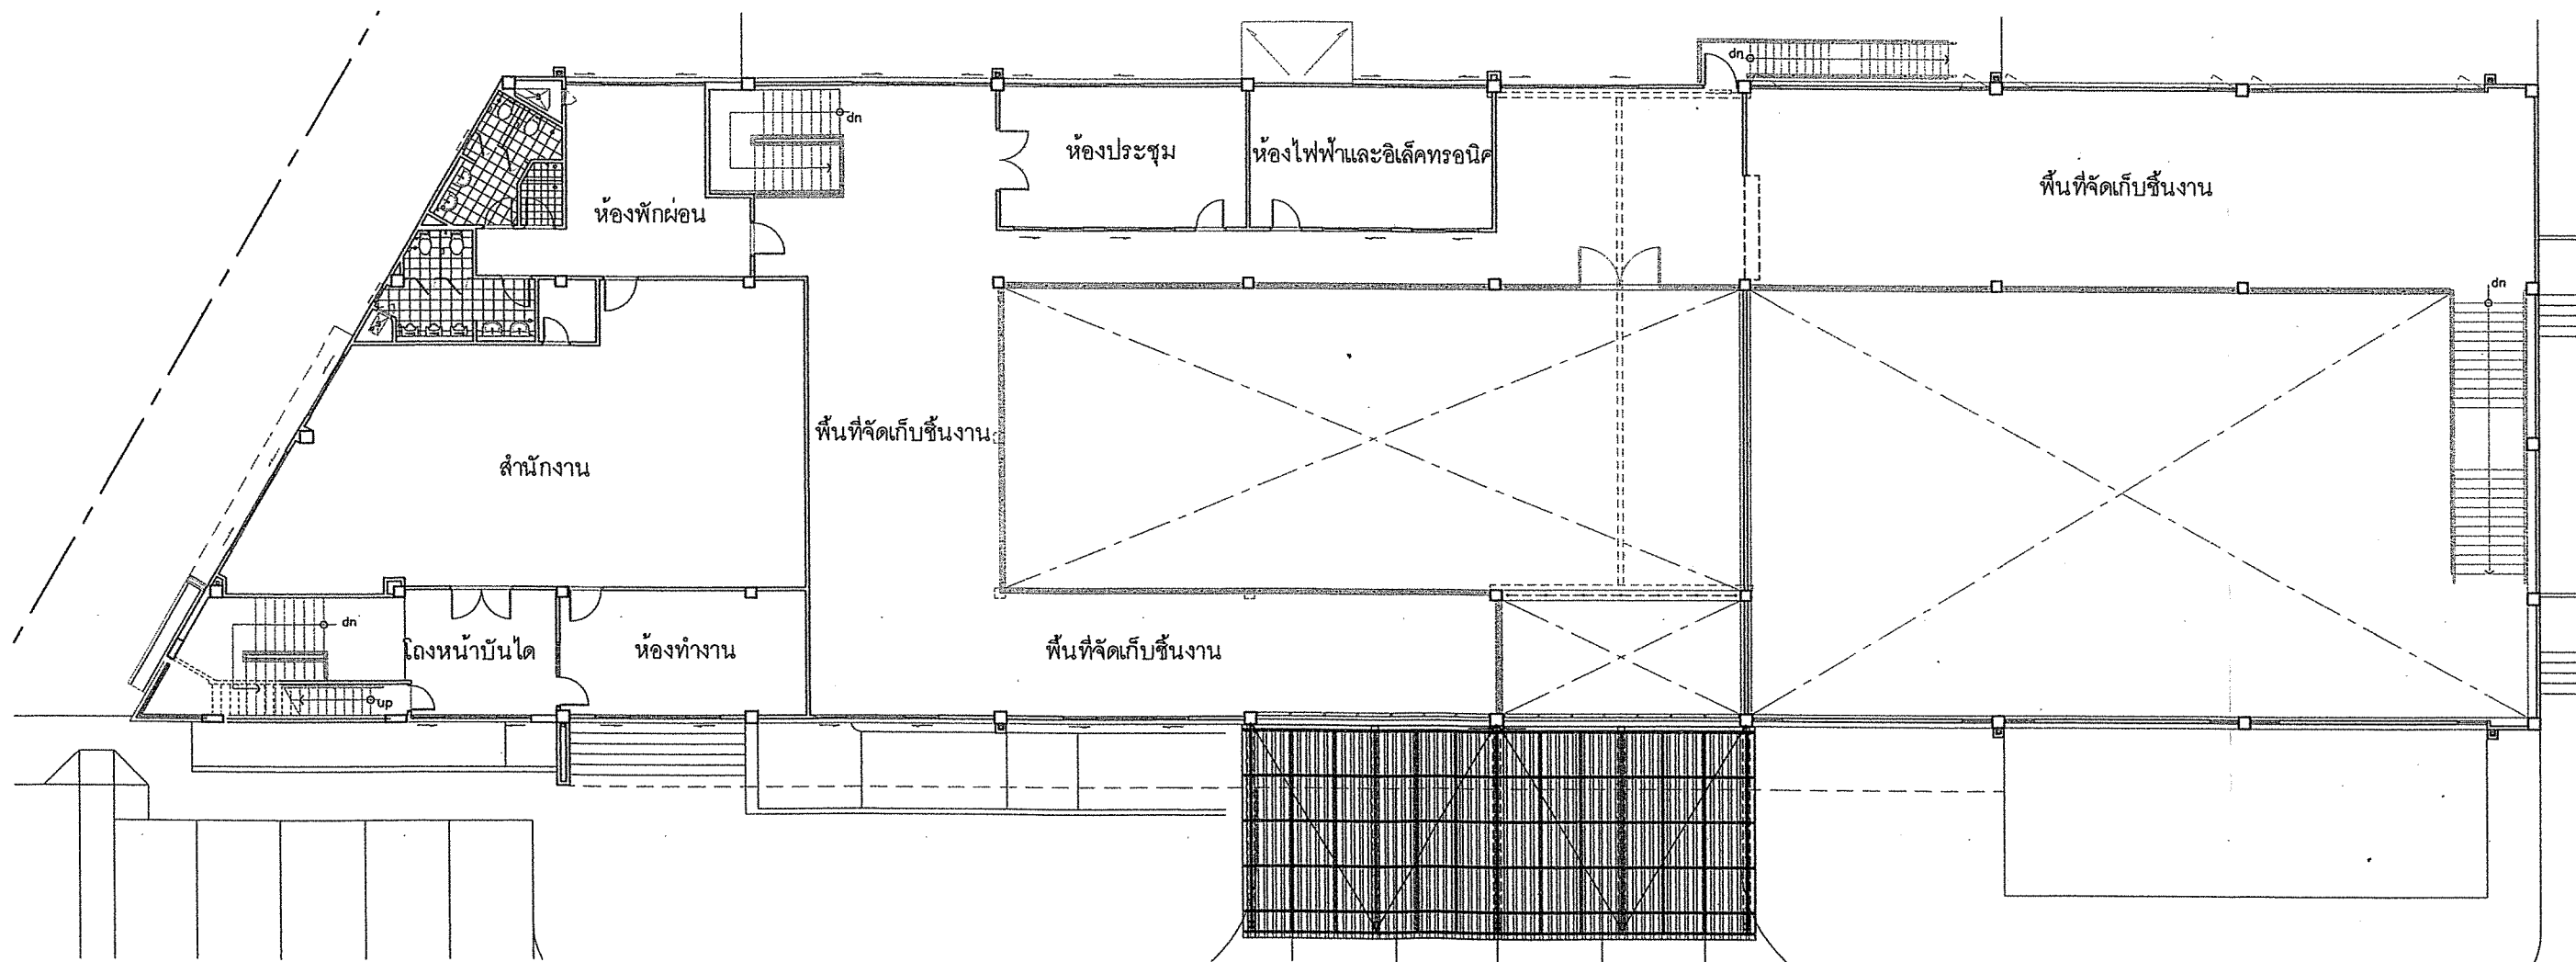 dn
dn
ห้องประชุม
ห้องไฟฟ้าและอิเล็คทรอนิค
พื้นที่จัดเก็บชิ้นงาน
ห้องพักผ่อน
dn
พื้นที่จัดเก็บชิ้นงาน
สำนักงาน
dn
โถงหน้าบันได
ห้องทำงาน
พื้นที่จัดเก็บชิ้นงาน
up